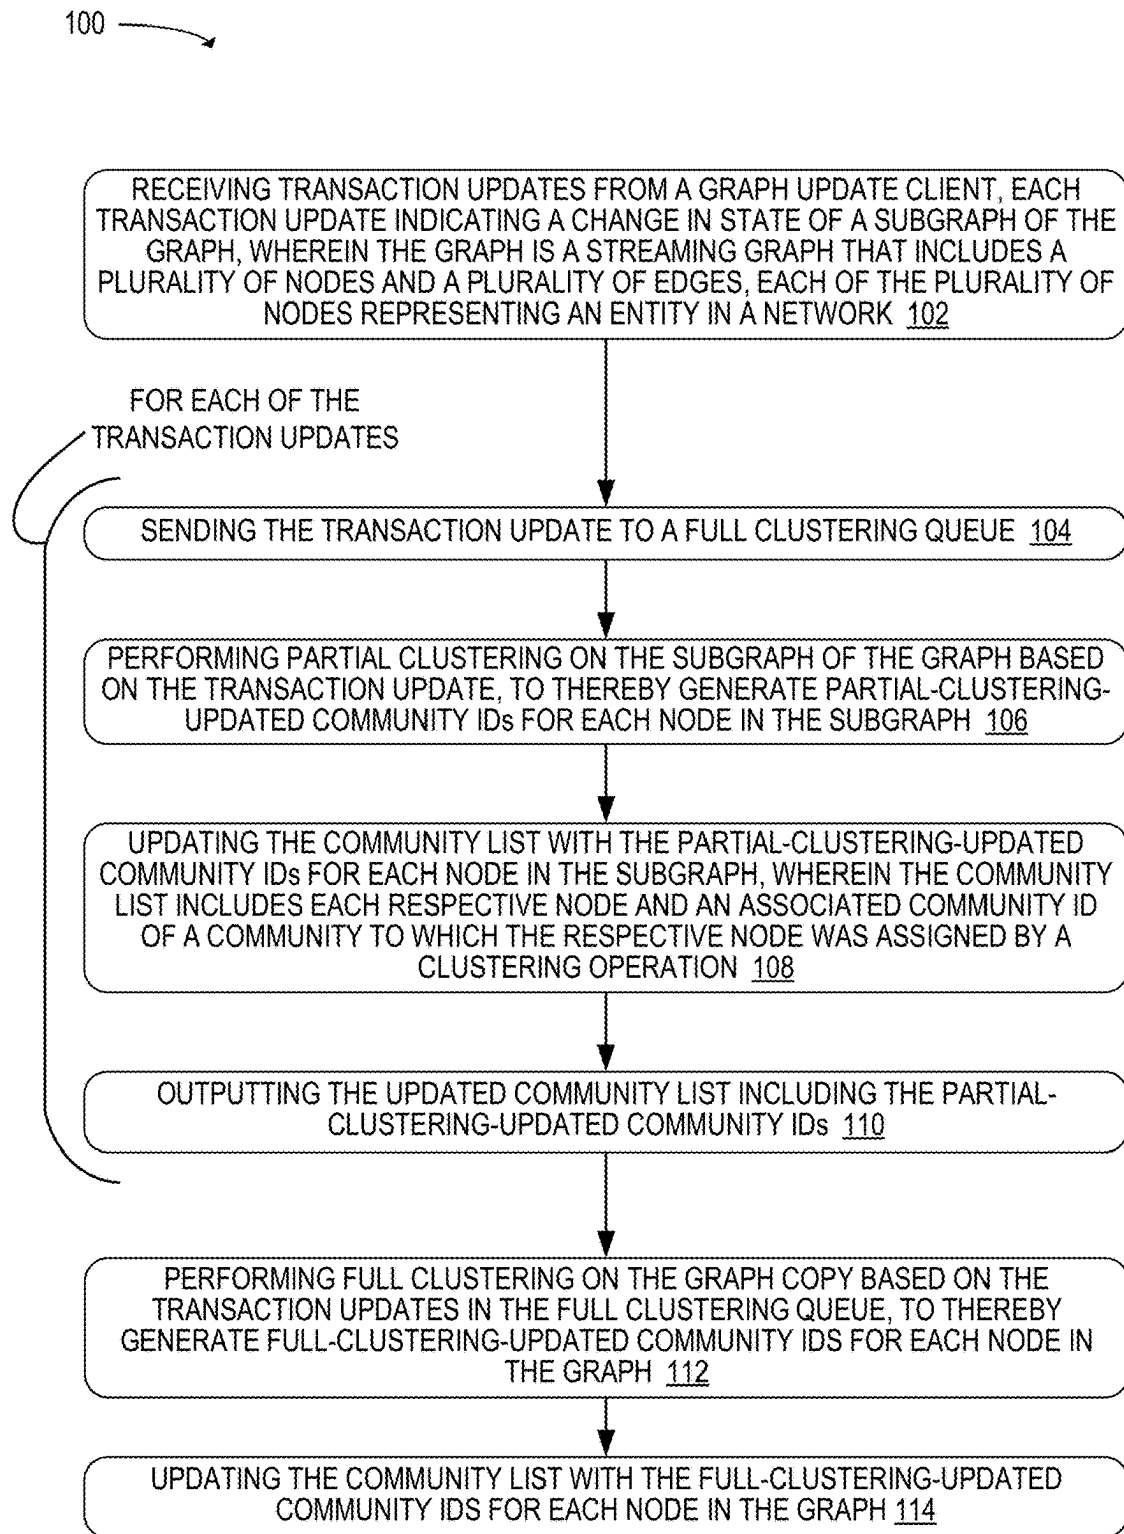 100
RECEIVING TRANSACTION UPDATES FROM A GRAPH UPDATE CLIENT, EACH
TRANSACTION UPDATE INDICATING A CHANGE IN STATE OF A SUBGRAPH OF THE
GRAPH, WHEREIN THE GRAPH IS A STREAMING GRAPH THAT INCLUDES A
PLURALITY OF NODES AND A PLURALITY OF EDGES, EACH OF THE PLURALITY OF
NODES REPRESENTING AN ENTITY IN A NETWORK 102
FOR EACH OF THE
TRANSACTION UPDATES
SENDING THE TRANSACTION UPDATE TO A FULL CLUSTERING QUEUE 104
PERFORMING PARTIAL CLUSTERING ON THE SUBGRAPH OF THE GRAPH BASED
ON THE TRANSACTION UPDATE, TO THEREBY GENERATE PARTIAL-CLUSTERING-
UPDATED COMMUNITY IDs FOR EACH NODE IN THE SUBGRAPH 106
UPDATING THE COMMUNITY LIST WITH THE PARTIAL-CLUSTERING-UPDATED
COMMUNITY IDs FOR EACH NODE IN THE SUBGRAPH, WHEREIN THE COMMUNITY
LIST INCLUDES EACH RESPECTIVE NODE AND AN ASSOCIATED COMMUNITY ID
OF A COMMUNITY TO WHICH THE RESPECTIVE NODE WAS ASSIGNED BY A
CLUSTERING OPERATION 108
OUTPUTTING THE UPDATED COMMUNITY LIST INCLUDING THE PARTIAL-
CLUSTERING-UPDATED COMMUNITY IDs 110
PERFORMING FULL CLUSTERING ON THE GRAPH COPY BASED ON THE
TRANSACTION UPDATES IN THE FULL CLUSTERING QUEUE, TO THEREBY
GENERATE FULL-CLUSTERING-UPDATED COMMUNITY IDS FOR EACH NODE IN
THE GRAPH 112
UPDATING THE COMMUNITY LIST WITH THE FULL-CLUSTERING-UPDATED
COMMUNITY IDS FOR EACH NODE IN THE GRAPH 114